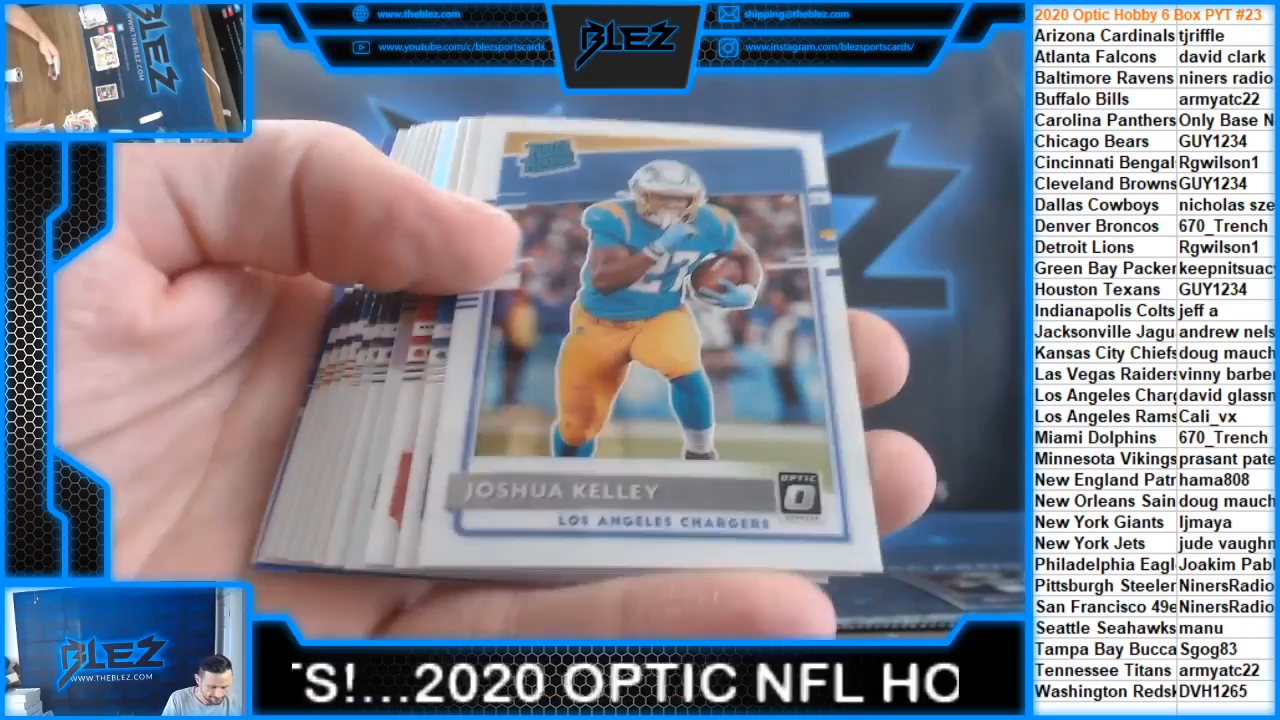 www.theblez.com
www.youtube.com/c/blezsportscards
BLEZ
shipping@theblez.com
www.instagram.com/blezsportscards/
BLEZ
RATED ROOKIE
27
JOSHUA KELLEY
OPTIC
LOS ANGELES CHARGERS
BLEZ
WWW.THEBLEZ.COM
TS!...2020 OPTIC NFL HO
2020 Optic Hobby 6 Box PYT #23
Arizona Cardinals tjriffle
Atlanta Falcons david clark
Baltimore Ravens niners radio
Buffalo Bills armyatc22
Carolina Panthers Only Base N
Chicago Bears GUY1234
Cincinnati Bengal Rgwilson1
Cleveland Browns GUY1234
Dallas Cowboys nicholas sze
Denver Broncos 670_Trench
Detroit Lions Rgwilson1
Green Bay Packer keepnitsuac
Houston Texans GUY1234
Indianapolis Colts jeff a
Jacksonville Jagu andrew nels
Kansas City Chiefs doug mauch
Las Vegas Raiders vinny barbe
Los Angeles Charg david glassn
Los Angeles Rams Cali_vx
Miami Dolphins 670_Trench
Minnesota Vikings prasant pate
New England Patr hama808
New Orleans Sain doug mauch
New York Giants ljmaya
New York Jets jude vaughn
Philadelphia Eagl Joakim Pabl
Pittsburgh Steeler NinersRadio
San Francisco 49e NinersRadio
Seattle Seahawks manu
Tampa Bay Bucca Sgog83
Tennessee Titans armyatc22
Washington Redsk DVH1265